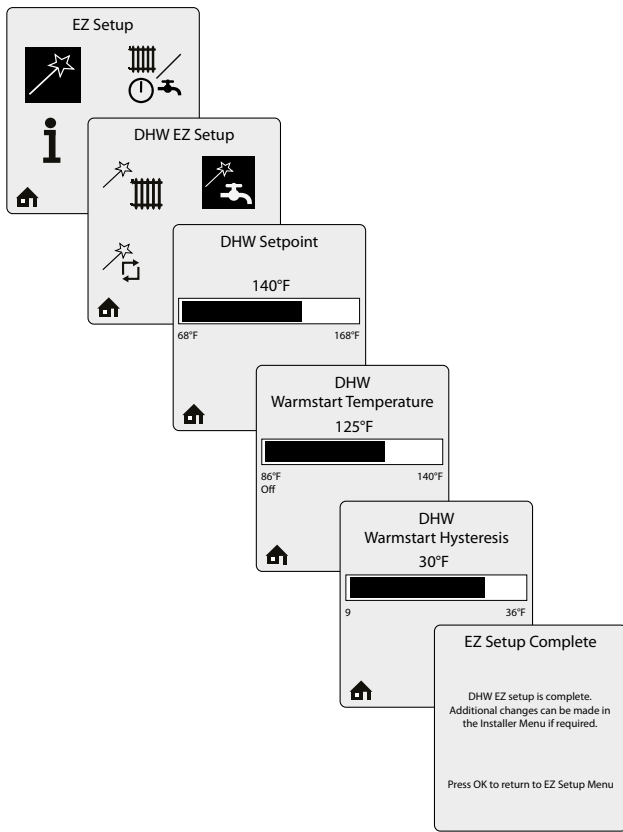 EZ Setup
DHW EZ Setup
DHW Setpoint
140°F
68°F 168°F
DHW
Warmstart Temperature
125°F
86°F 140°F
Off
DHW
Warmstart Hysteresis
30°F
9 36°F
EZ Setup Complete
DHW EZ setup is complete.
Additional changes can be made in
the Installer Menu if required.
Press OK to return to EZ Setup Menu